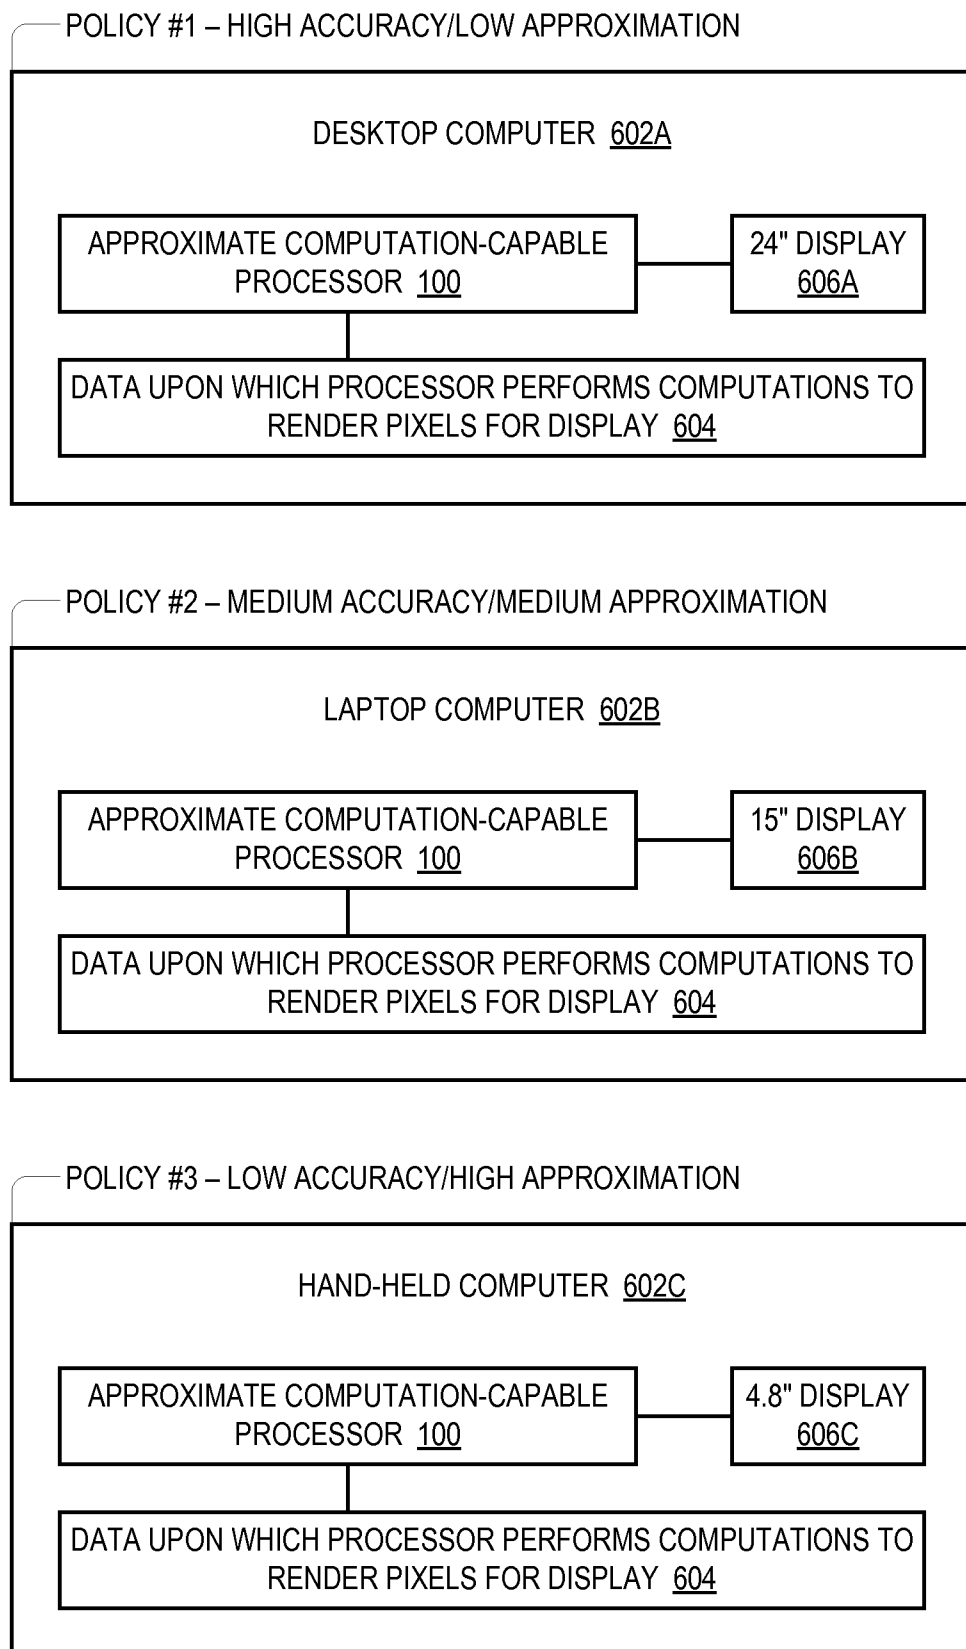 POLICY #1 – HIGH ACCURACY/LOW APPROXIMATION
DESKTOP COMPUTER 602A
APPROXIMATE COMPUTATION-CAPABLE
PROCESSOR 100
24" DISPLAY
606A
DATA UPON WHICH PROCESSOR PERFORMS COMPUTATIONS TO
RENDER PIXELS FOR DISPLAY 604
POLICY #2 – MEDIUM ACCURACY/MEDIUM APPROXIMATION
LAPTOP COMPUTER 602B
APPROXIMATE COMPUTATION-CAPABLE
PROCESSOR 100
15" DISPLAY
606B
DATA UPON WHICH PROCESSOR PERFORMS COMPUTATIONS TO
RENDER PIXELS FOR DISPLAY 604
POLICY #3 – LOW ACCURACY/HIGH APPROXIMATION
HAND-HELD COMPUTER 602C
APPROXIMATE COMPUTATION-CAPABLE
PROCESSOR 100
4.8" DISPLAY
606C
DATA UPON WHICH PROCESSOR PERFORMS COMPUTATIONS TO
RENDER PIXELS FOR DISPLAY 604